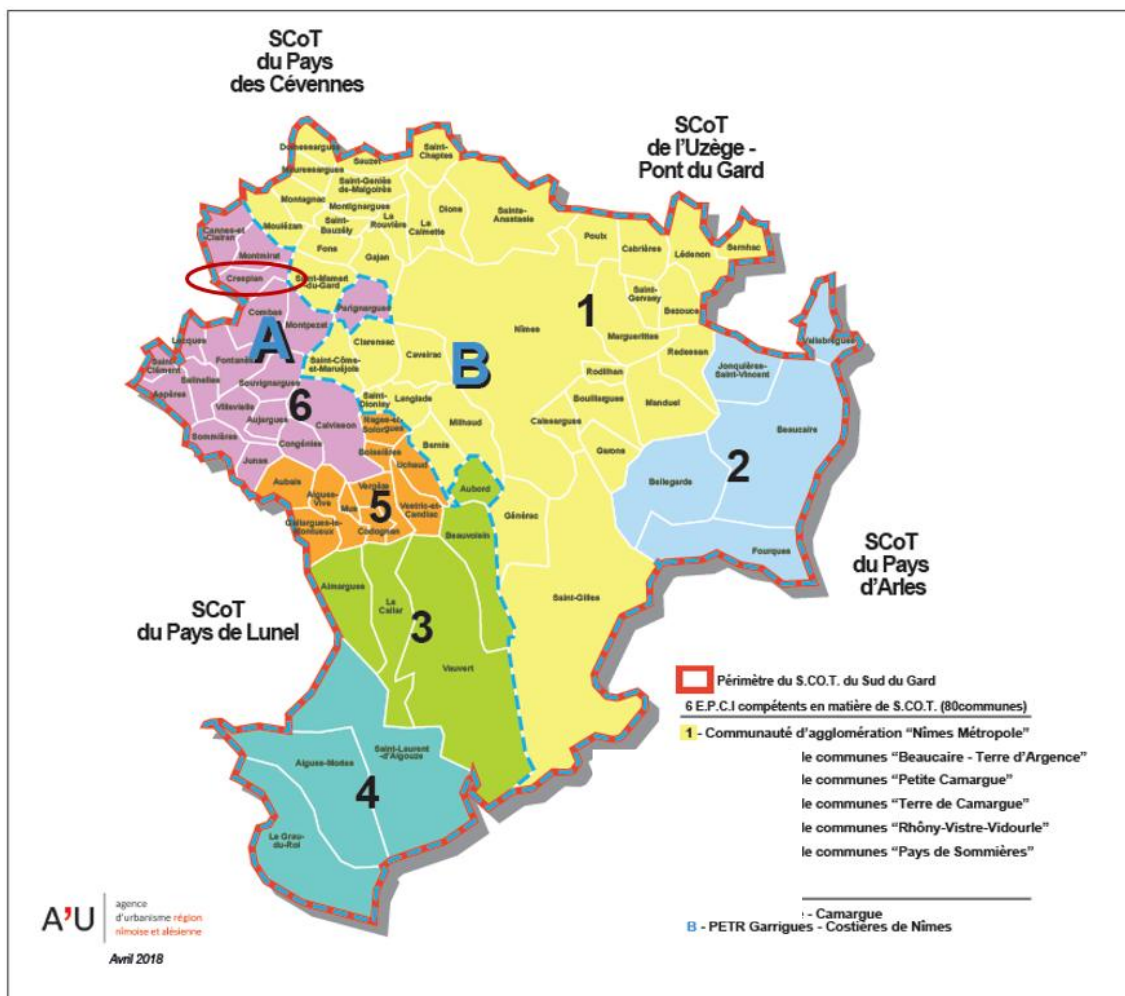 SCoT
du Pays
des Cévennes
SCoT
de l'Uzège -
Pont du Gard
Domessargues
Sauzet
Saint-
Chaptes
Mauressargues
Saint-Geniès
de-Malgoirès
Montagnac
Montignargues
Dions
Sainte-
Anastasie
Cannes-et
Clairan
Moulézan
Saint-
Bauzély
La
Rouvière
La
Calmette
Poulx
Cabrières
Lédenon
Sernhac
Montmirat
Fons
Gajan
Crespian
Saint-Mamert
du-Gard
Saint-
Gervasy
Bezouce
Combas
Montpezat
Parignargues
Nîmes
1
Marguerittes
Lecques
A
Clarensac
Caveirac
B
Redessan
Vallabrègues
Saint-
Clément
Fontanès
Saint-Côme
et-Maruéjols
Rodilhan
Jonquières-
Saint-Vincent
Salinelles
Souvignargues
Aspères
6
Saint-
Dionisy
Langlade
Bouillargues
Manduel
Villevielle
Calvisson
Nages-et
Solorgues
Milhaud
Caissargues
Beaucaire
Aujargues
Sommières
Congénies
Boissières
Bernis
Garons
Junas
Uchaud
2
Aubais
Vergèze
Aubord
Bellegarde
Aigues-
Vive
Mus
5
Vestric-et
Candiac
Gallargues-le
Montueux
Codognan
Beauvoisin
Générac
Fourques
SCoT
du Pays
d'Arles
Aimargues
Le
Cailar
Saint-Gilles
SCoT
du Pays de Lunel
3
Vauvert
Périmètre du S.CO.T. du Sud du Gard
6 E.P.C.I compétents en matière de S.CO.T. (80communes)
1 - Communauté d'agglomération "Nîmes Métropole"
Saint-Laurent
-d'Aigouze
Aigues-Mortes
de communes "Beaucaire - Terre d'Argence"
de communes "Petite Camargue"
4
de communes "Terre de Camargue"
Le Grau-
du-Roi
de communes "Rhôny-Vistre-Vidourle"
de communes "Pays de Sommières"
A'U
agence
d'urbanisme région
nîmoise et alésienne
- Camargue
B - PETR Garrigues - Costières de Nîmes
Avril 2018